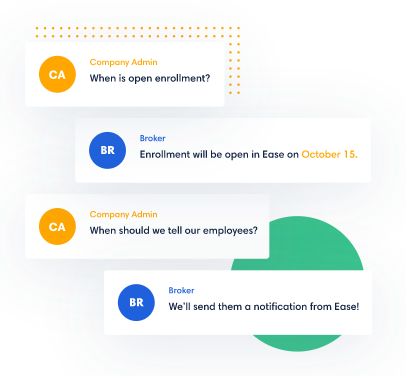 CA
Company Admin
When is open enrollment?
BR
Broker
Enrollment will be open in Ease on October 15.
CA
Company Admin
When should we tell our employees?
BR
Broker
We'll send them a notification from Ease!